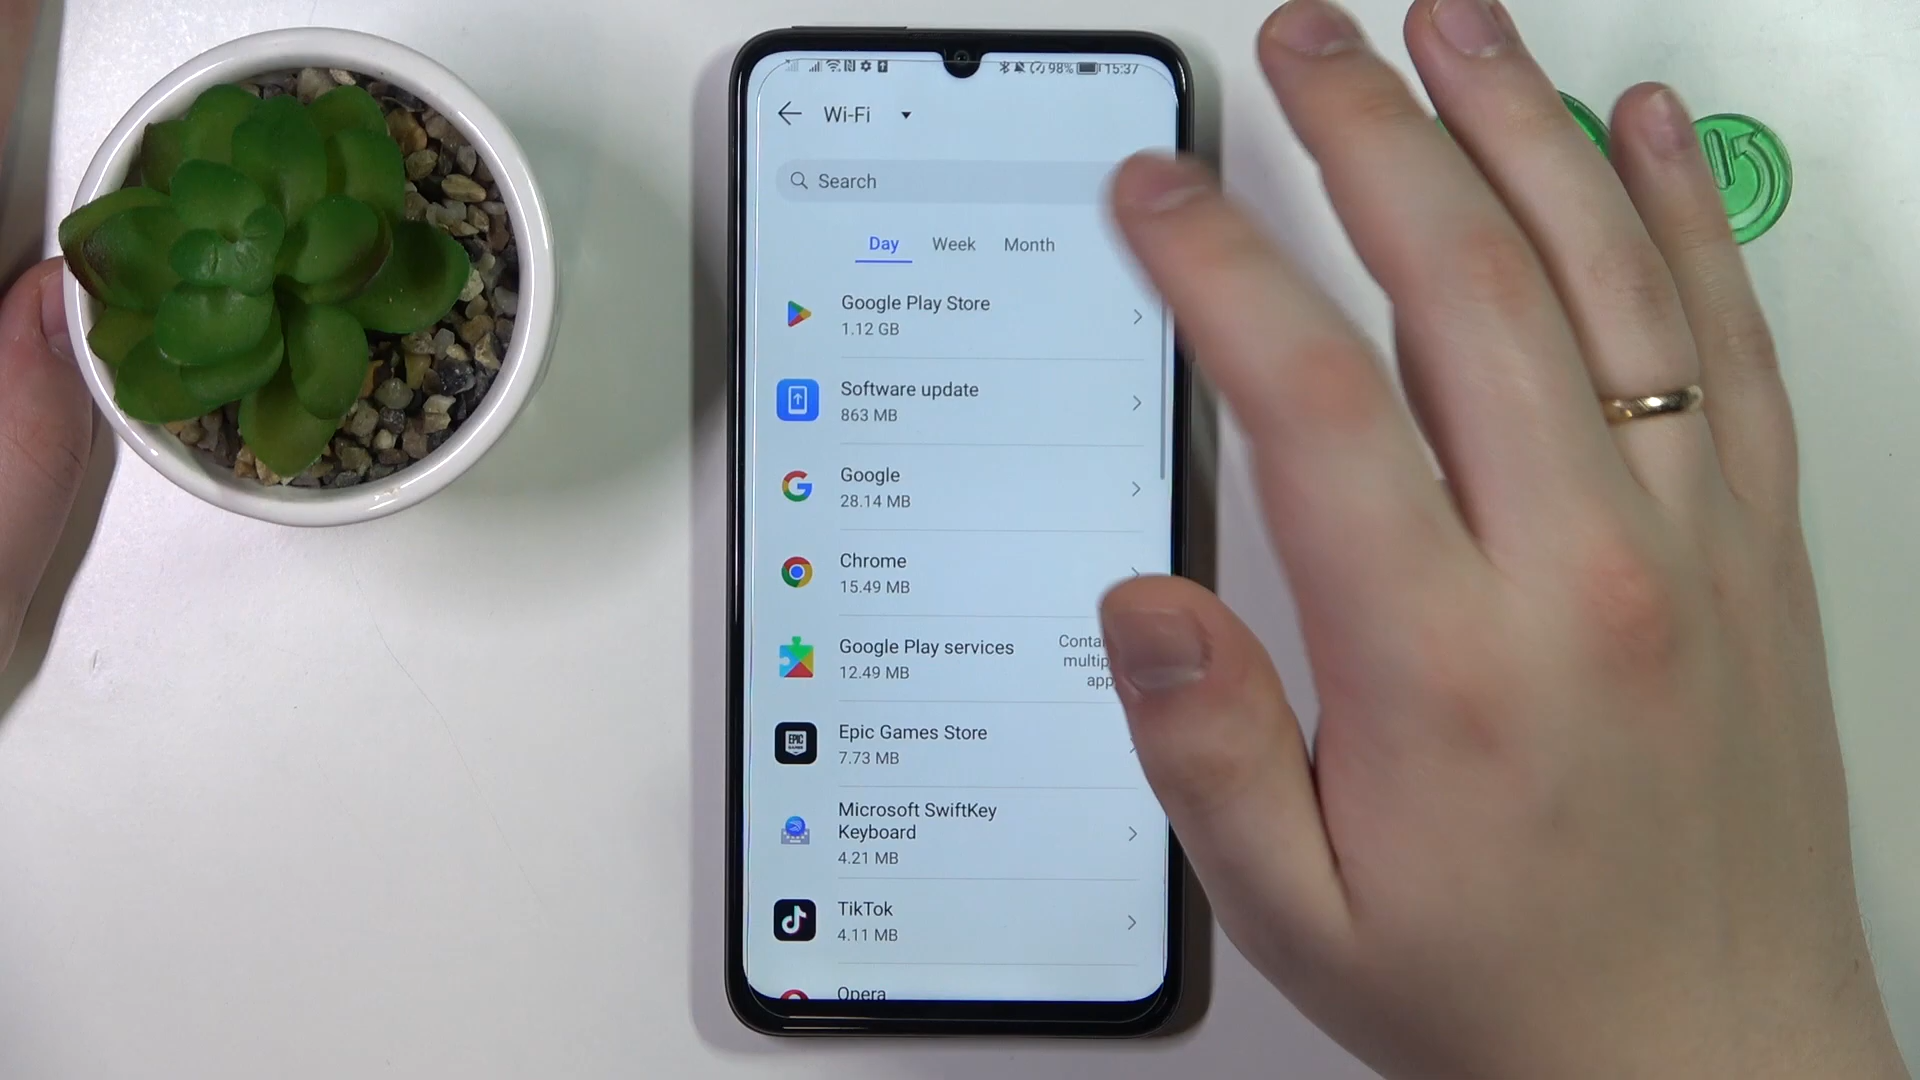 98% 15:37
Wi-Fi
Search
Day Week Month
Google Play Store
1.12 GB
Software update
863 MB
Google
28.14 MB
Chrome
15.49 MB
Google Play services
12.49 MB
Epic Games Store
7.73 MB
EPIC
Microsoft SwiftKey
Keyboard
4.21 MB
TikTok
4.11 MB
Opera